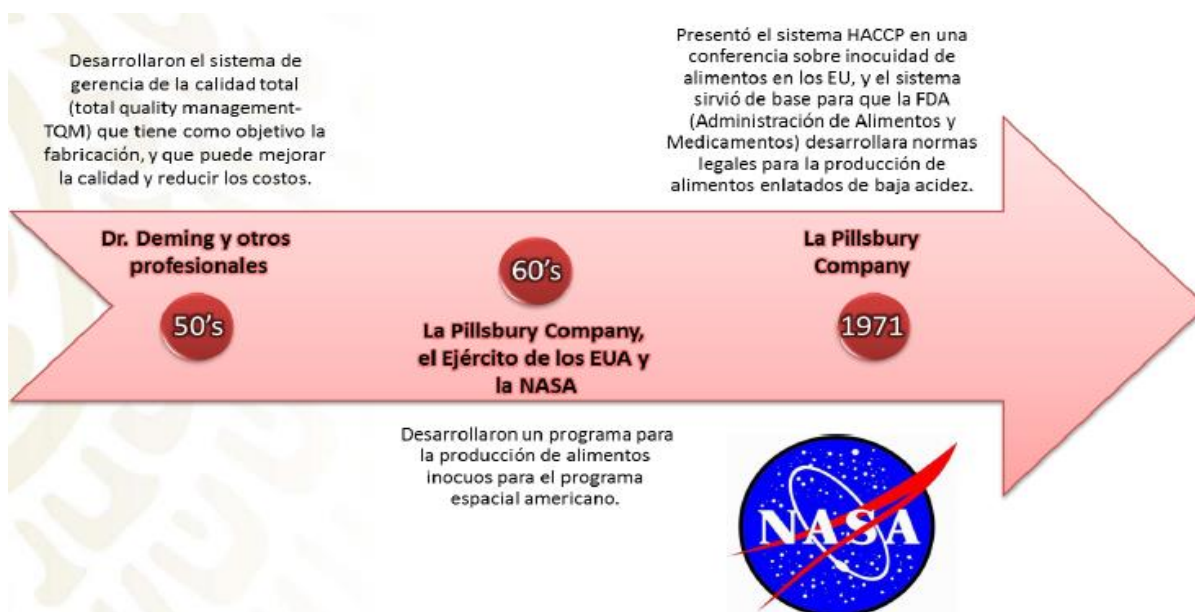 Desarrollaron el sistema de
gerencia de la calidad total
(total quality management-
TQM) que tiene como objetivo la
fabricación, y que puede mejorar
la calidad y reducir los costos.
Dr. Deming y otros
profesionales
50's
60's
La Pillsbury Company,
el Ejército de los EUA y
la NASA
Desarrollaron un programa para
la producción de alimentos
inocuos para el programa
espacial americano.
Presentó el sistema HACCP en una
conferencia sobre inocuidad de
alimentos en los EU, y el sistema
sirvió de base para que la FDA
(Administración de Alimentos y
Medicamentos) desarrollara normas
legales para la producción de
alimentos enlatados de baja acidez.
La Pillsbury
Company
1971
NASA